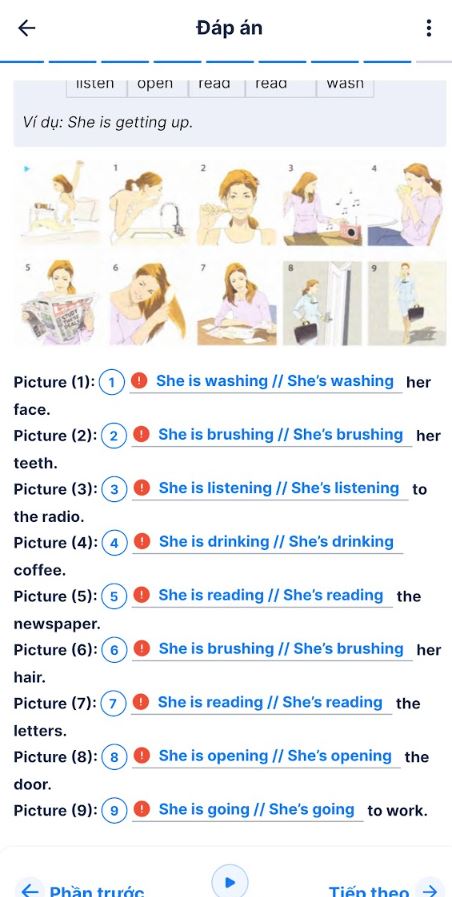 Đáp án
listen open read read wash
Ví dụ: She is getting up.
1 2 3 4
5 6 7 8 9
Picture (1): 1 ! She is washing // She's washing her
face.
Picture (2): 2 ! She is brushing // She's brushing her
teeth.
Picture (3): 3 ! She is listening // She's listening to
the radio.
Picture (4): 4 ! She is drinking // She's drinking
coffee.
Picture (5): 5 ! She is reading // She's reading the
newspaper.
Picture (6): 6 ! She is brushing // She's brushing her
hair.
Picture (7): 7 ! She is reading // She's reading the
letters.
Picture (8): 8 ! She is opening // She's opening the
door.
Picture (9): 9 ! She is going // She's going to work.
Phần trước Tiếp theo